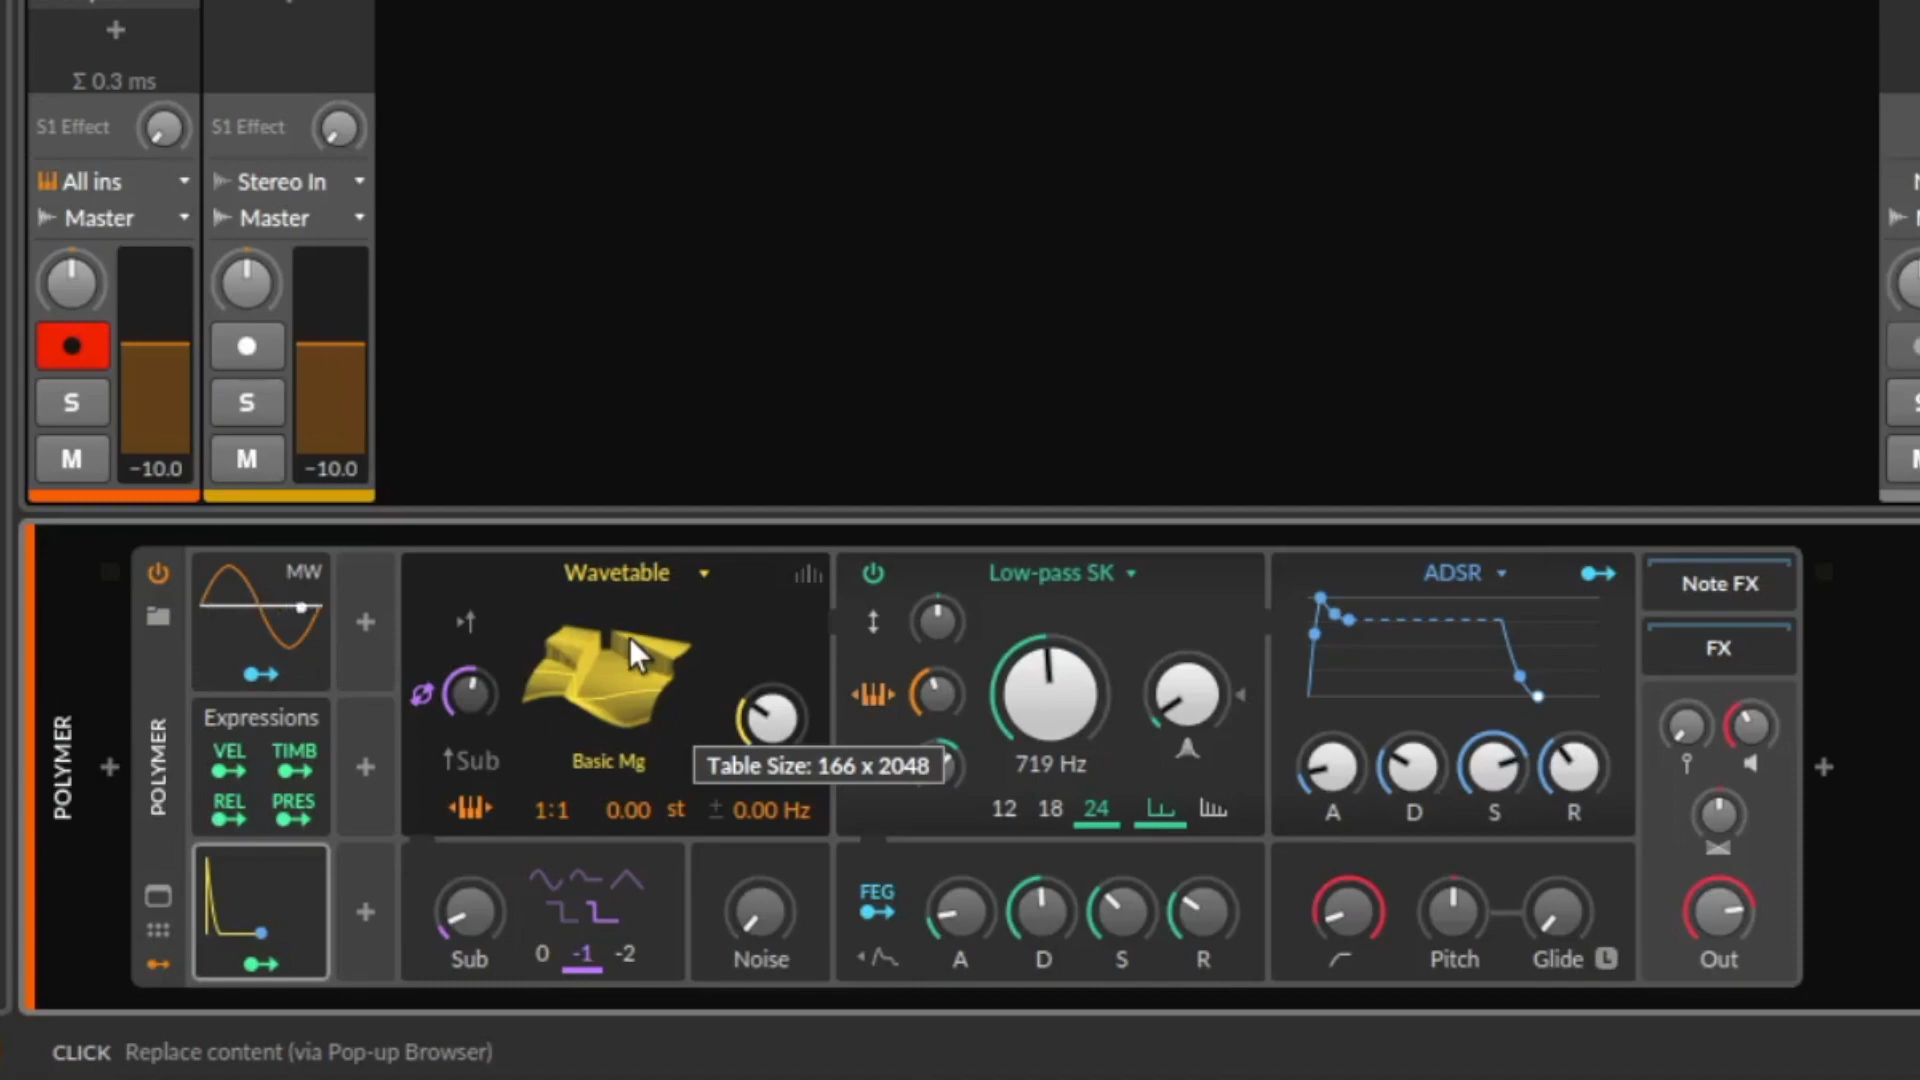 Σ 0.3 ms
S1 Effect
S1 Effect
All ins
Stereo In
Master
Master
S
S
M
M
-10.0
-10.0
POLYMER
POLYMER
MW
Expressions
VEL
TIMB
REL
PRES
Wavetable
↑Sub
Basic Mg
Table Size: 166 x 2048
1:1
0.00 st
± 0.00 Hz
Sub
0
-1
-2
Noise
Low-pass SK
719 Hz
12
18
24
FEG
A
D
S
R
ADSR
A
D
S
R
Pitch
Glide
L
Note FX
FX
Out
CLICK Replace content (via Pop-up Browser)